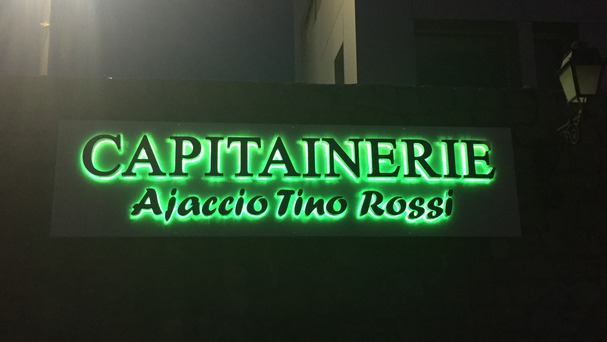 CAPITAINERIE
Ajaccio Tino Rossi